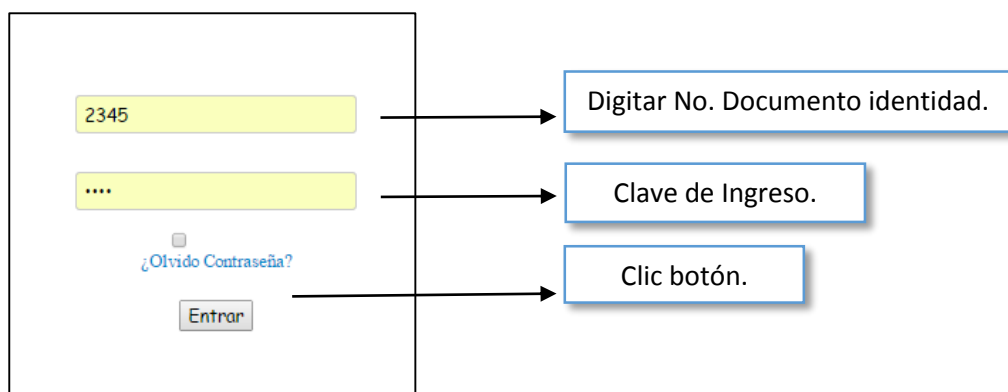 2345
Digitar No. Documento identidad.
••••
Clave de Ingreso.
¿Olvido Contraseña?
Clic botón.
Entrar